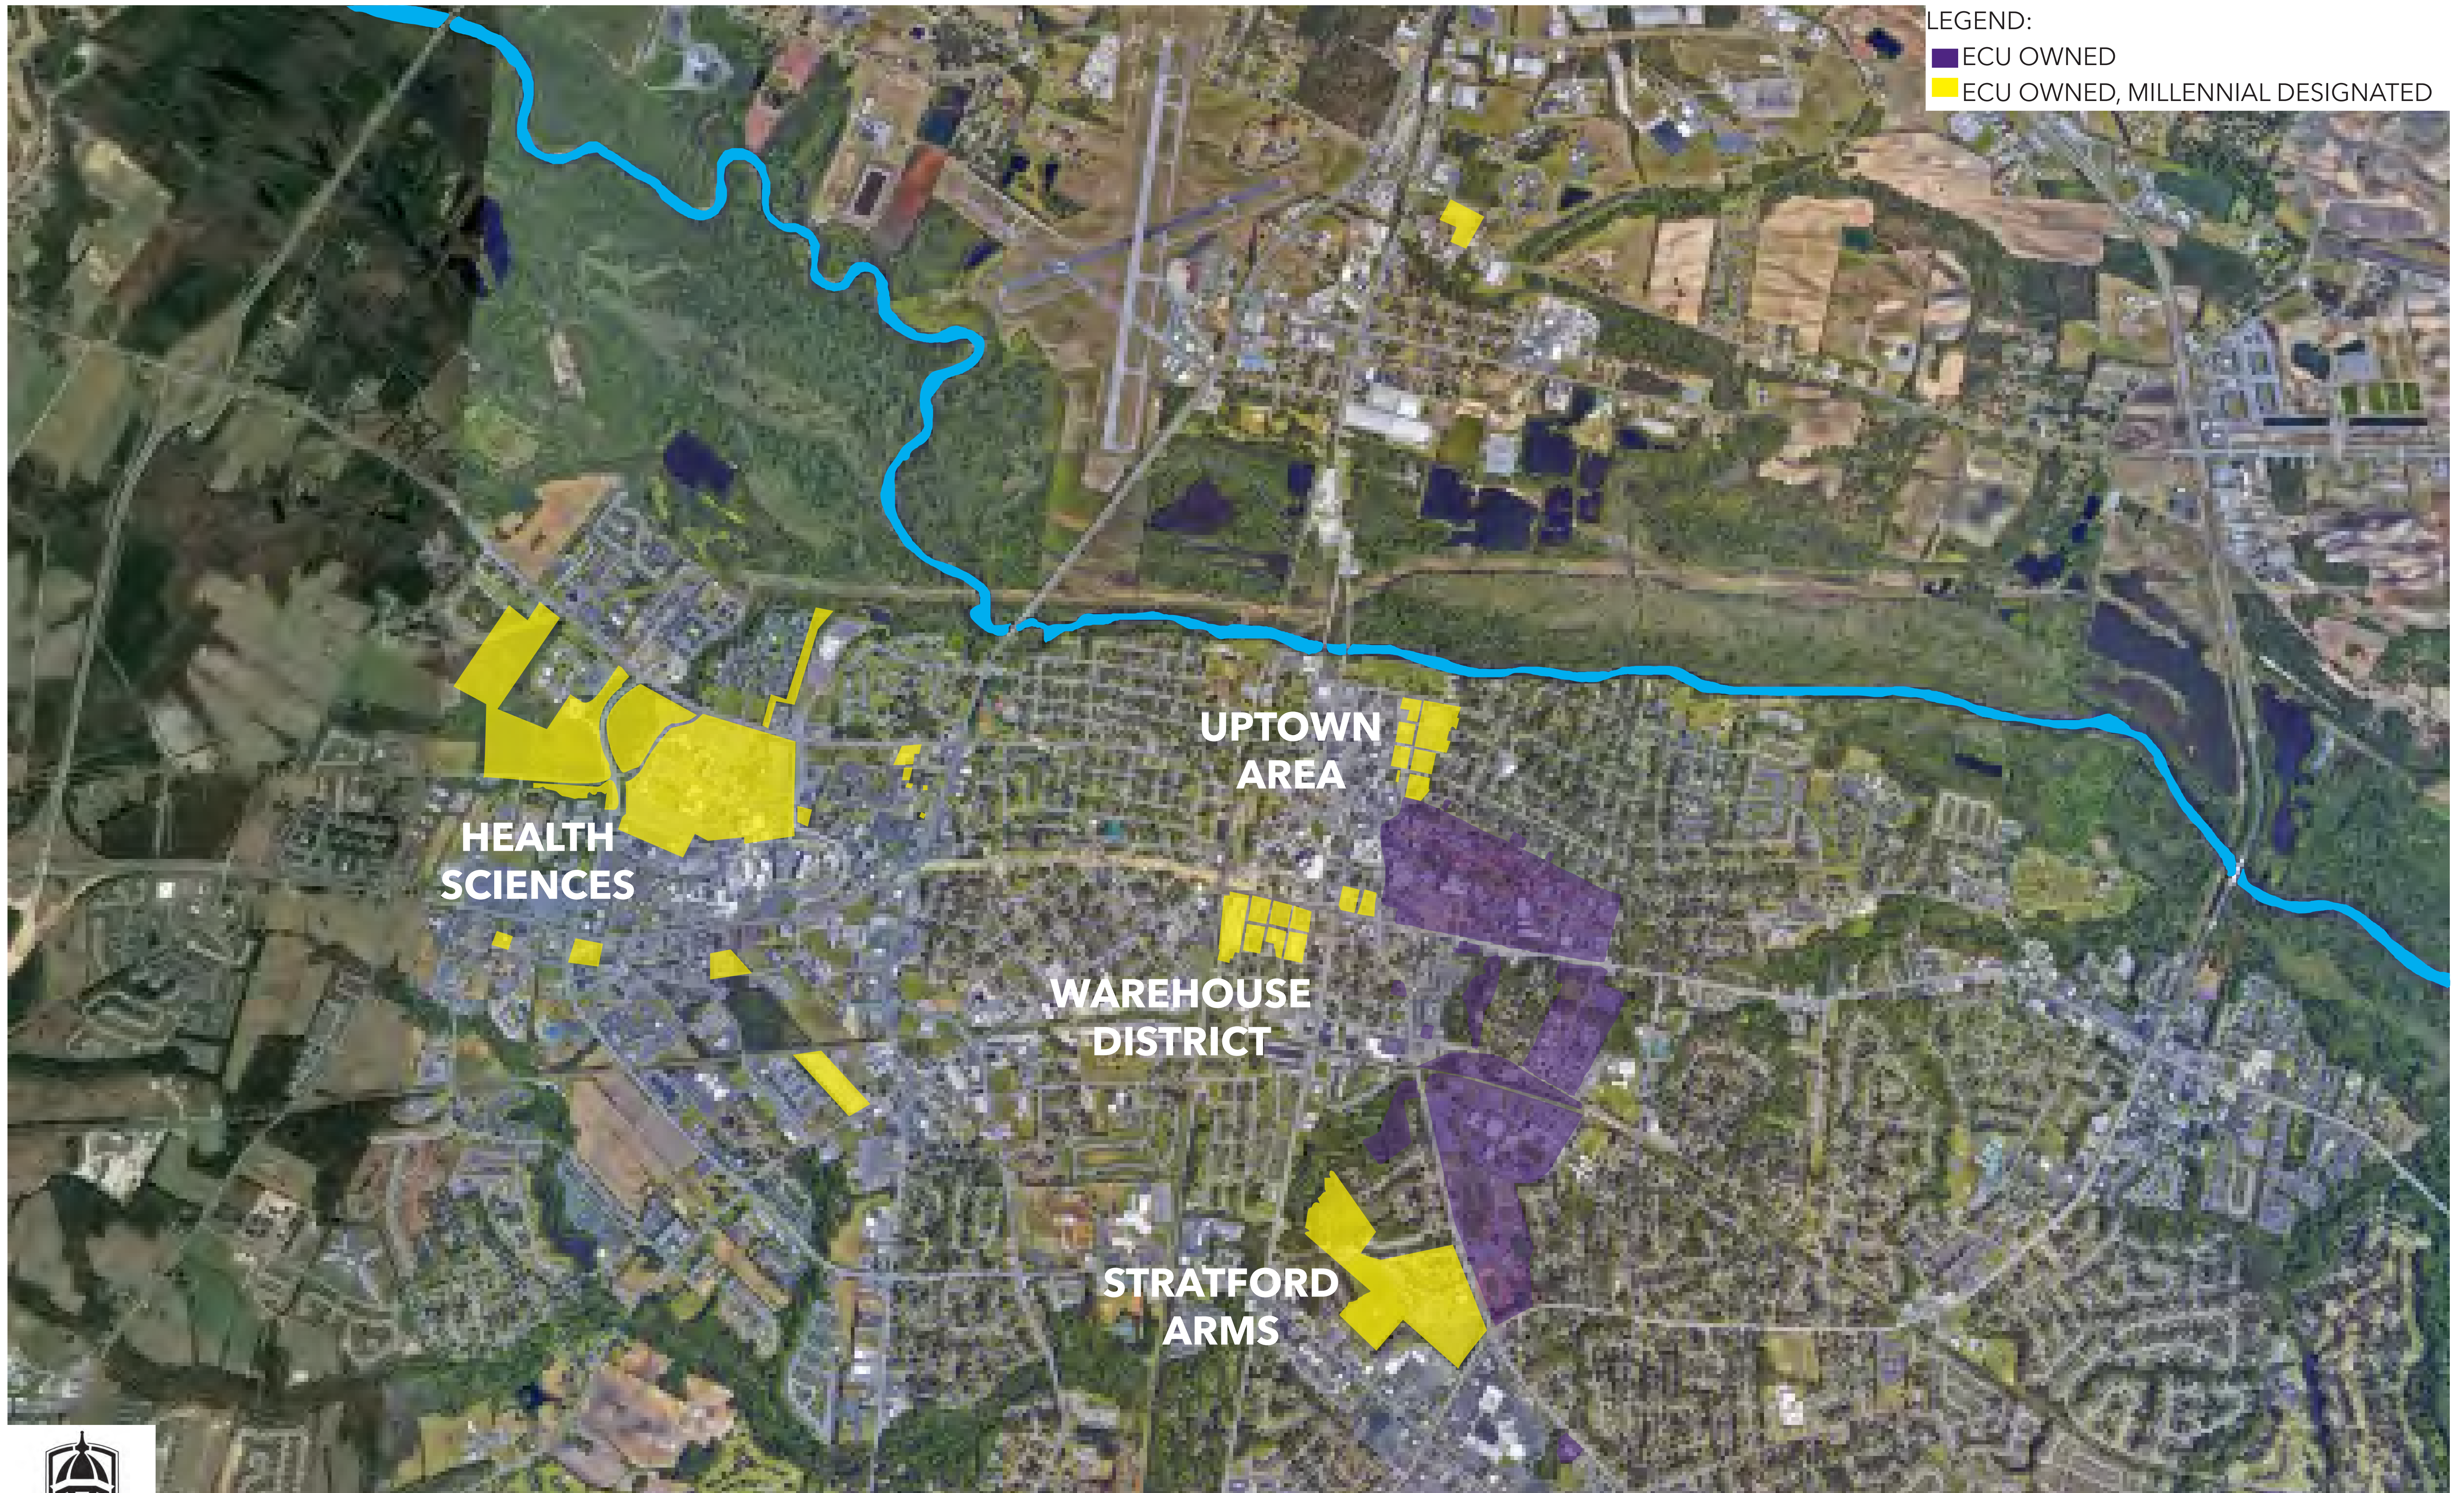 LEGEND:
ECU OWNED
ECU OWNED, MILLENNIAL DESIGNATED
UPTOWN
AREA
HEALTH
SCIENCES
WAREHOUSE
DISTRICT
STRATFORD
ARMS